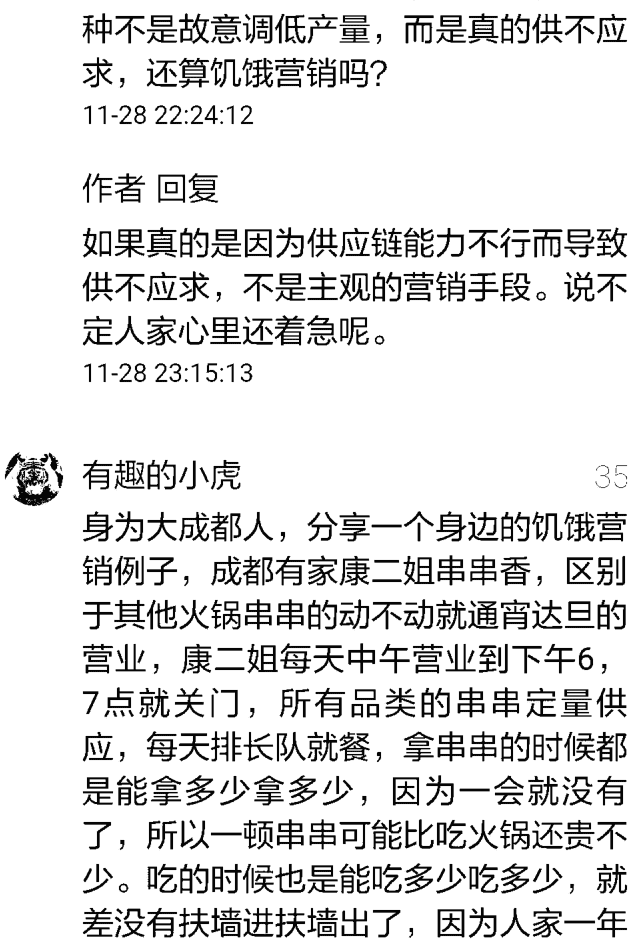 种不是故意调低产量，而是真的供不应
求，还算饥饿营销吗？
11-28 22:24:12
作者 回复
如果真的是因为供应链能力不行而导致
供不应求，不是主观的营销手段。说不
定人家心里还着急呢。
11-28 23:15:13
有趣的小虎
35
身为大成都人，分享一个身边的饥饿营
销例子，成都有家康二姐串串香，区别
于其他火锅串串的动不动就通宵达旦的
营业，康二姐每天中午营业到下午6，
7点就关门，所有品类的串串定量供
应，每天排长队就餐，拿串串的时候都
是能拿多少拿多少，因为一会就没有
了，所以一顿串串可能比吃火锅还贵不
少。吃的时候也是能吃多少吃多少，就
差没有扶墙进扶墙出了，因为人家一年